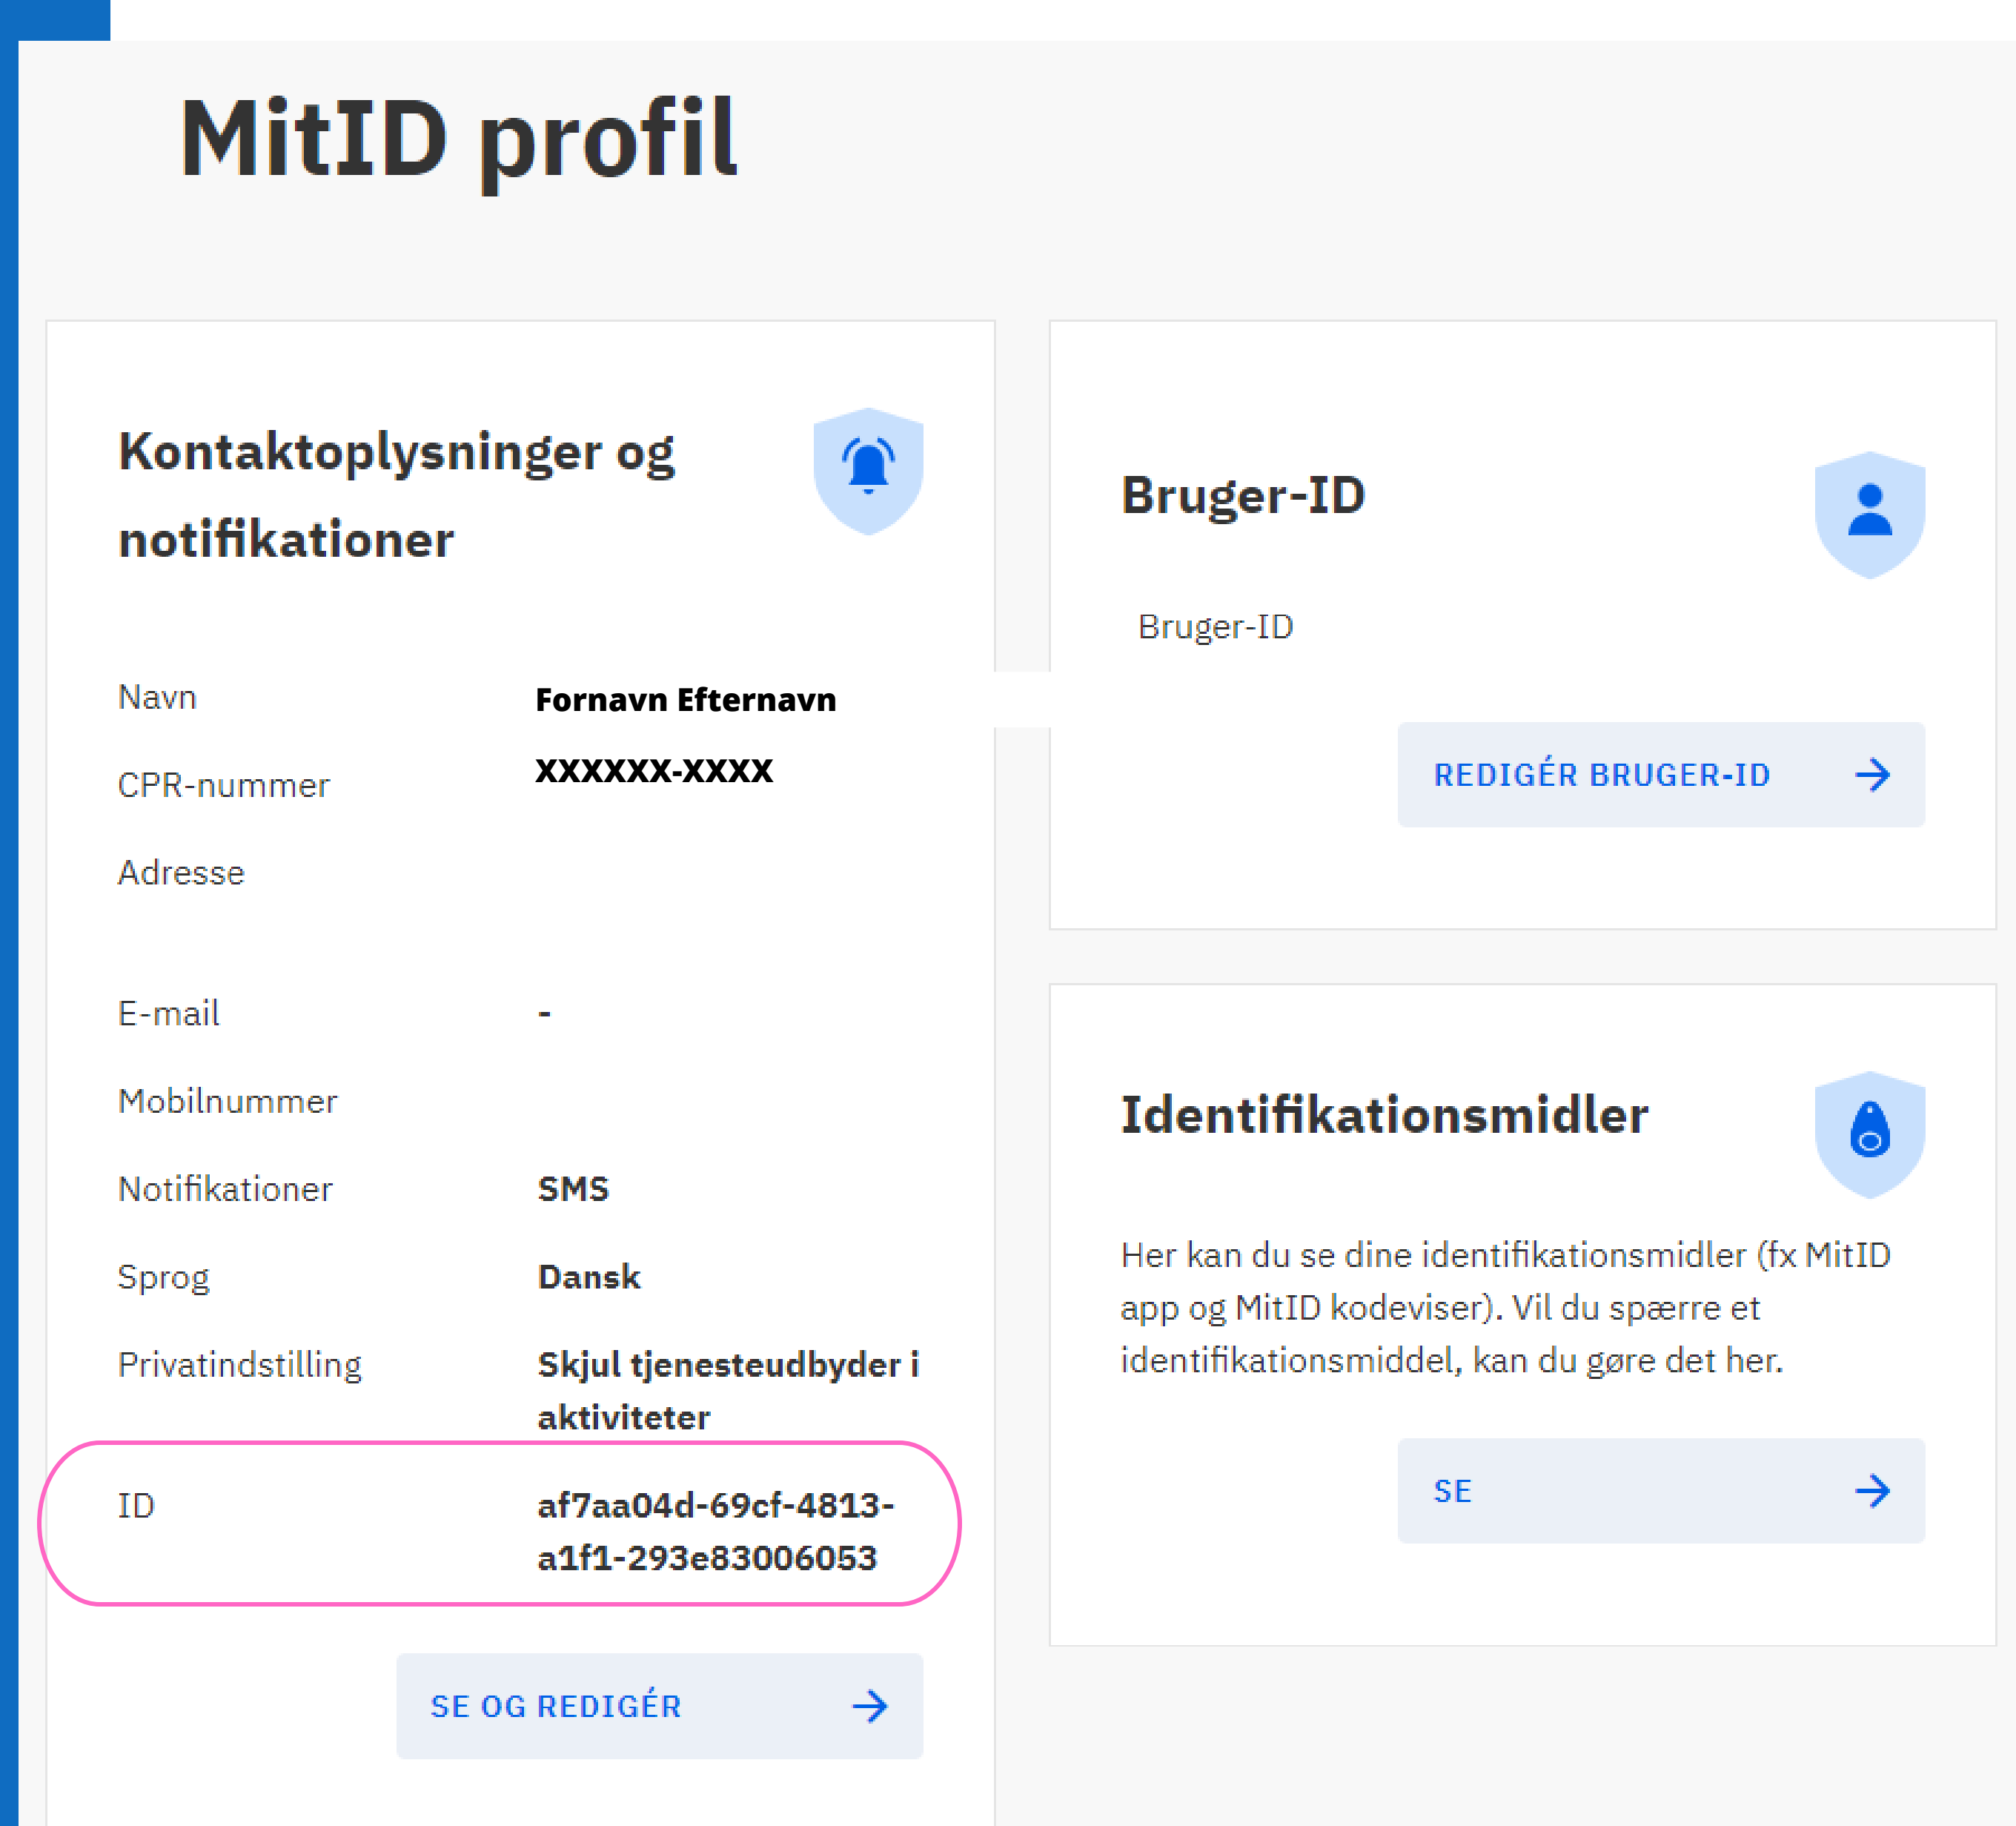 MitID profil
Kontaktoplysninger og
notifikationer
Navn Fornavn Efternavn
CPR-nummer XXXXXX-XXXX
Adresse
E-mail -
Mobilnummer
Notifikationer SMS
Sprog Dansk
Privatindstilling Skjul tjenesteudbyder i
aktiviteter
ID af7aa04d-69cf-4813-
a1f1-293e83006053
SE OG REDIGÉR
Bruger-ID
Bruger-ID
REDIGÉR BRUGER-ID
Identifikationsmidler
Her kan du se dine identifikationsmidler (fx MitID
app og MitID kodeviser). Vil du spærre et
identifikationsmiddel, kan du gøre det her.
SE